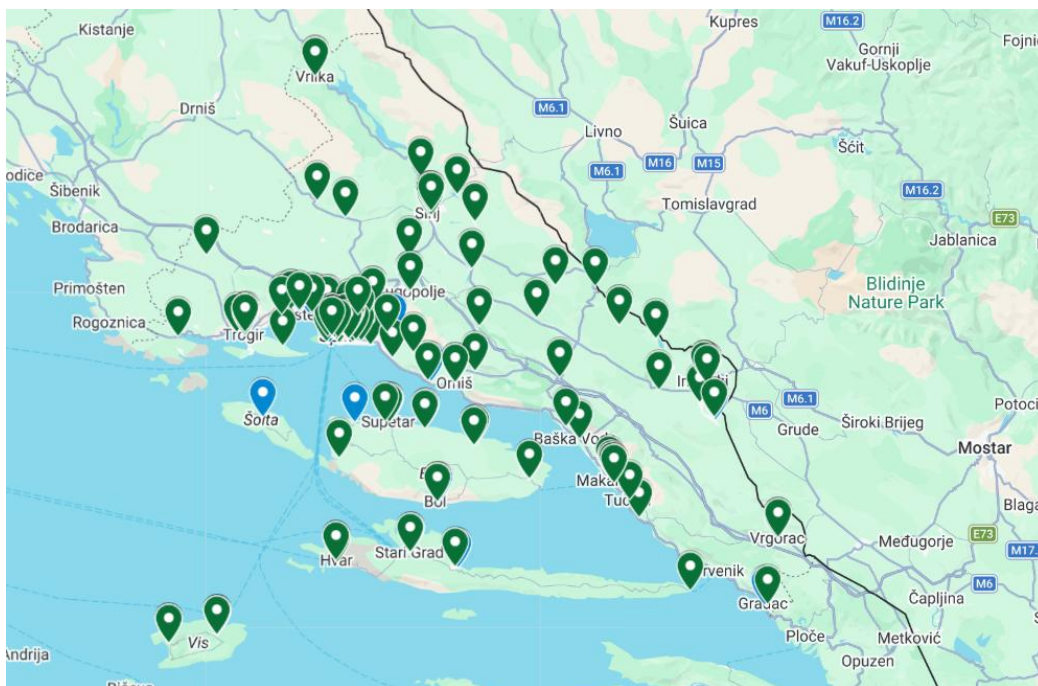 Kistanje
Kupres
M16.2
Gornji
Vakuf-Uskoplje
Fojnic
Vrlika
Drniš
M6.1
Livno
Šuica
Šćit
M16
M15
M6.1
M16.2
odice
Šibenik
Sinj
Tomislavgrad
E73
Brodarica
Jablanica
Primošten
Blidinje
Nature Park
Rogoznica
Trogir
Omiš
M6.1
Potoci
Šolta
Supetar
M6
Široki Brijeg
Grude
Baška Voda
Mostar
Bol
Blaga
Vrgorac
E73
Hvar
Stari Grad
Međugorje
M17.
M6
Gradac
Čapljina
Ploče
Metković
Vis
Andrija
Opuzen